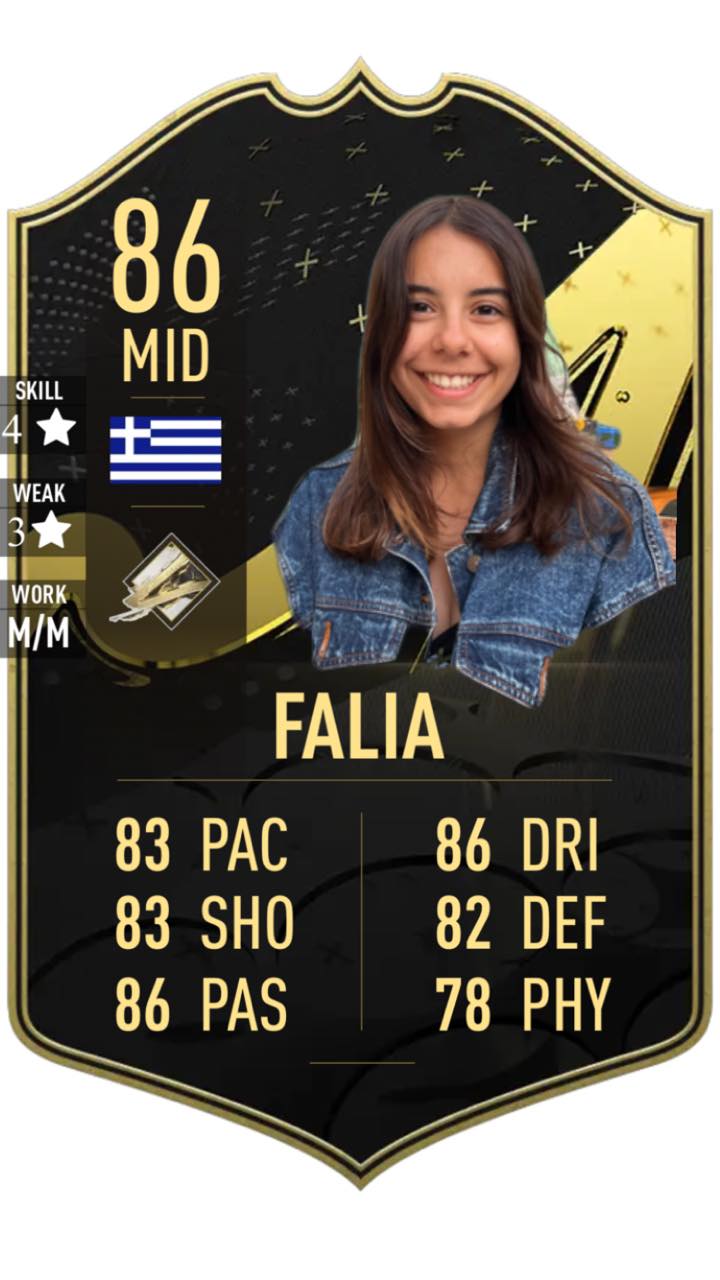 86
MID
SKILL
4 ★
WEAK
3 ★
WORK
M/M
FALIA
83 PAC
83 SHO
86 PAS
86 DRI
82 DEF
78 PHY